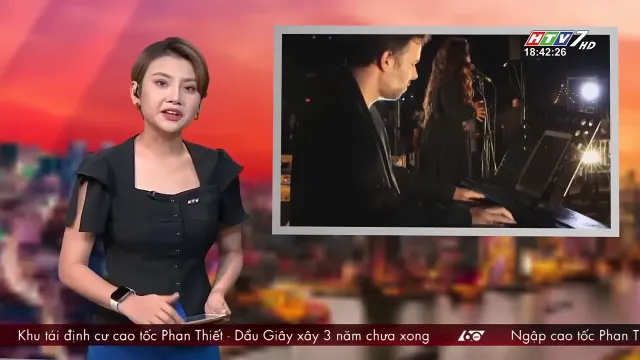 HTV7 HD
18:42:26
HTV
Khu tái định cư cao tốc Phan Thiết - Dầu Giây xây 3 năm chưa xong
60
Ngập cao tốc Phan T